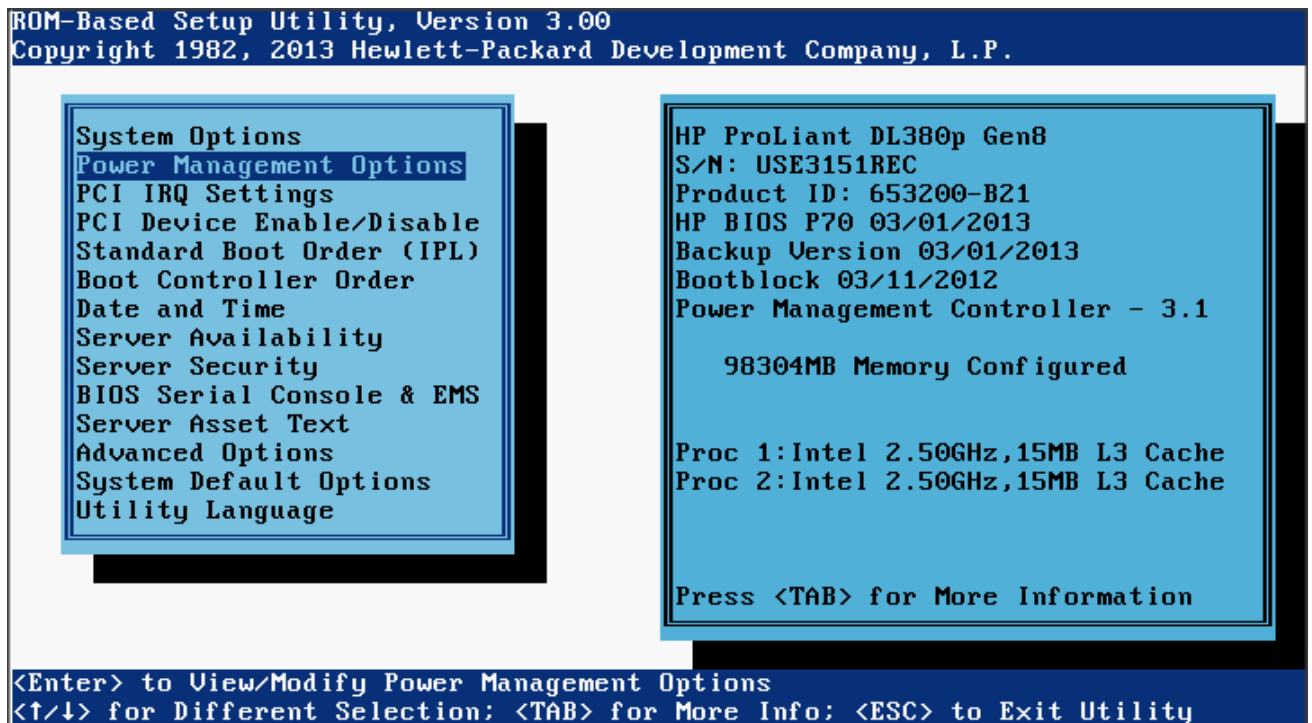 ROM-Based Setup Utility, Version 3.00
Copyright 1982, 2013 Hewlett-Packard Development Company, L.P.
System Options
Power Management Options
PCI IRQ Settings
PCI Device Enable/Disable
Standard Boot Order (IPL)
Boot Controller Order
Date and Time
Server Availability
Server Security
BIOS Serial Console & EMS
Server Asset Text
Advanced Options
System Default Options
Utility Language
HP ProLiant DL380p Gen8
S/N: USE3151REC
Product ID: 653200-B21
HP BIOS P70 03/01/2013
Backup Version 03/01/2013
Bootblock 03/11/2012
Power Management Controller - 3.1
98304MB Memory Configured
Proc 1:Intel 2.50GHz,15MB L3 Cache
Proc 2:Intel 2.50GHz,15MB L3 Cache
Press <TAB> for More Information
<Enter> to View/Modify Power Management Options
<↑/↓> for Different Selection; <TAB> for More Info; <ESC> to Exit Utility